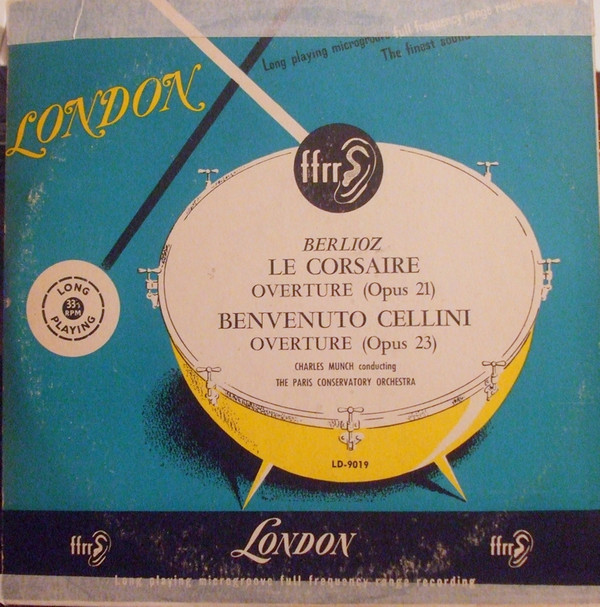 Long playing microgroove full frequency range reco
The finest sound
LONDON
ffrr
LONG
33⅓
RPM
PLAYING
BERLIOZ
LE CORSAIRE
OVERTURE (Opus 21)
BENVENUTO CELLINI
OVERTURE (Opus 23)
CHARLES MUNCH conducting
THE PARIS CONSERVATORY ORCHESTRA
LD-9019
ffrr LONDON ffrr
Long playing microgroove full frequency range recording